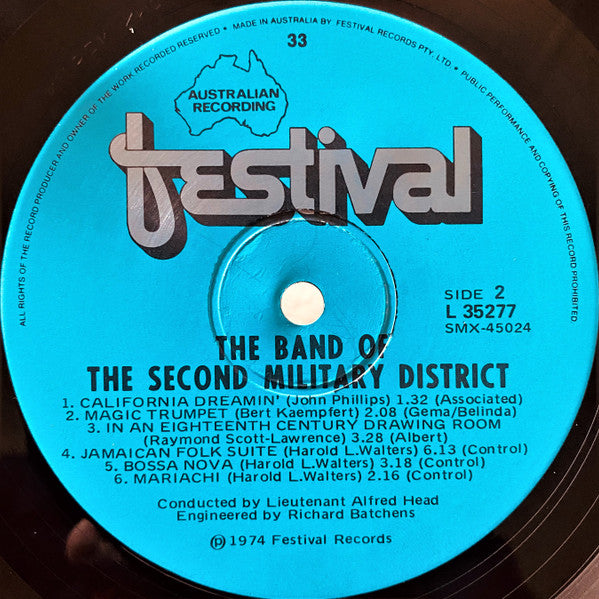 ALL RIGHTS OF THE RECORD PRODUCER AND OWNER OF THE WORK RECORDED RESERVED • MADE IN AUSTRALIA BY FESTIVAL RECORDS PTY. LTD. • PUBLIC PERFORMANCE AND COPYING OF THIS RECORD PROHIBITED.
33
AUSTRALIAN
RECORDING
festival
SIDE 2
L 35277
SMX-45024
THE BAND OF
THE SECOND MILITARY DISTRICT
1. CALIFORNIA DREAMIN' (John Phillips) 1.32 (Associated)
2. MAGIC TRUMPET (Bert Kaempfert) 2.08 (Gema/Belinda)
3. IN AN EIGHTEENTH CENTURY DRAWING ROOM
(Raymond Scott-Lawrence) 3.28 (Albert)
4. JAMAICAN FOLK SUITE (Harold L.Walters) 6.13 (Control)
5. BOSSA NOVA (Harold L.Walters) 3.18 (Control)
6. MARIACHI (Harold L.Walters) 2.16 (Control)
Conducted by Lieutenant Alfred Head
Engineered by Richard Batchens
℗ 1974 Festival Records